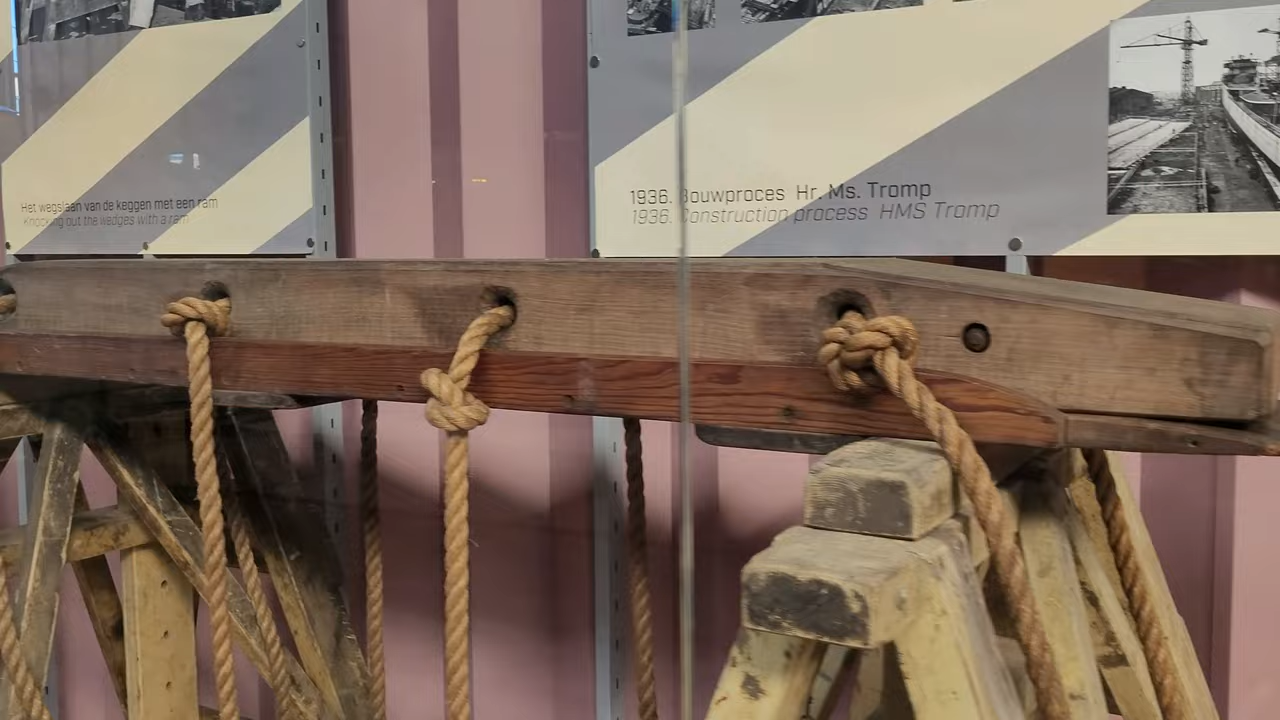 Het wegslaan van de keggen met een ram
Knocking out the wedges with a ram
1936. Bouwproces Hr. Ms. Tromp
1936. Construction process HMS Tromp